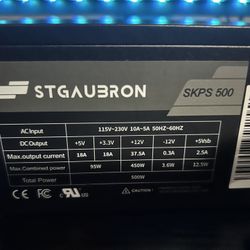 STGAUBRON
SKPS 500
AC Input 115V~230V 10A~5A 50HZ~60HZ
DC Output +5V +3.3V +12V -12V +5Vsb
Max.output current 18A 18A 37.5A 0.3A 2.5A
Max.Combined power 95W 450W 3.6W 12.5W
Total Power 500W